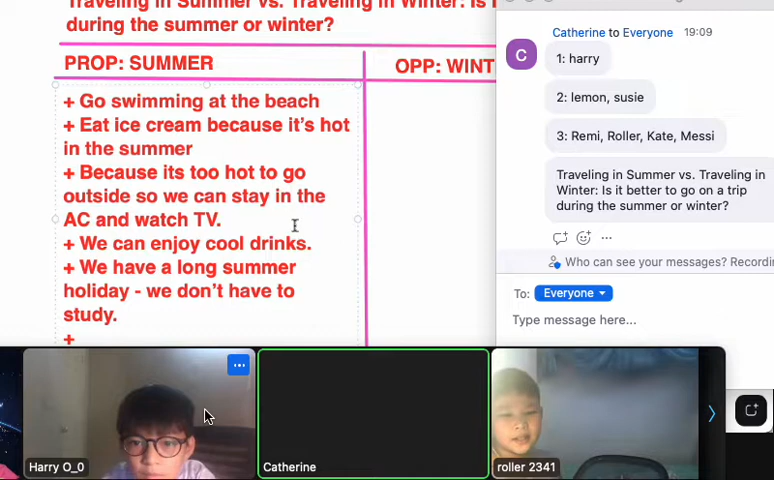 Traveling in Summer vs. Traveling in Winter: Is
during the summer or winter?
PROP: SUMMER
OPP: WINT
+ Go swimming at the beach
+ Eat ice cream because it's hot
in the summer
+ Because its too hot to go
outside so we can stay in the
AC and watch TV.
+ We can enjoy cool drinks.
+ We have a long summer
holiday - we don't have to
study.
+
Catherine to Everyone 19:09
C
1: harry
2: lemon, susie
3: Remi, Roller, Kate, Messi
Traveling in Summer vs. Traveling in
Winter: Is it better to go on a trip
during the summer or winter?
Who can see your messages? Recordin
To: Everyone
Type message here...
Harry O_0
Catherine
roller 2341